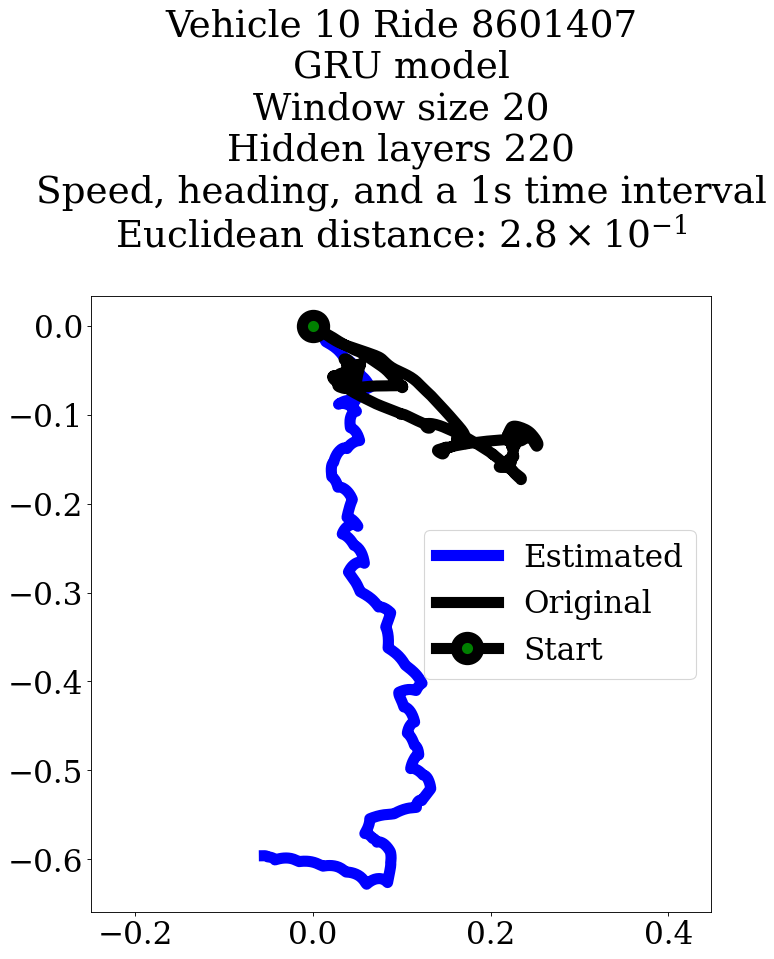 Vehicle 10 Ride 8601407
GRU model
Window size 20
Hidden layers 220
Speed, heading, and a 1s time interval
Euclidean distance: 2.8 × 10⁻¹
0.0
−0.1
−0.2
−0.3
−0.4
−0.5
−0.6
Estimated
Original
Start
−0.2 0.0 0.2 0.4